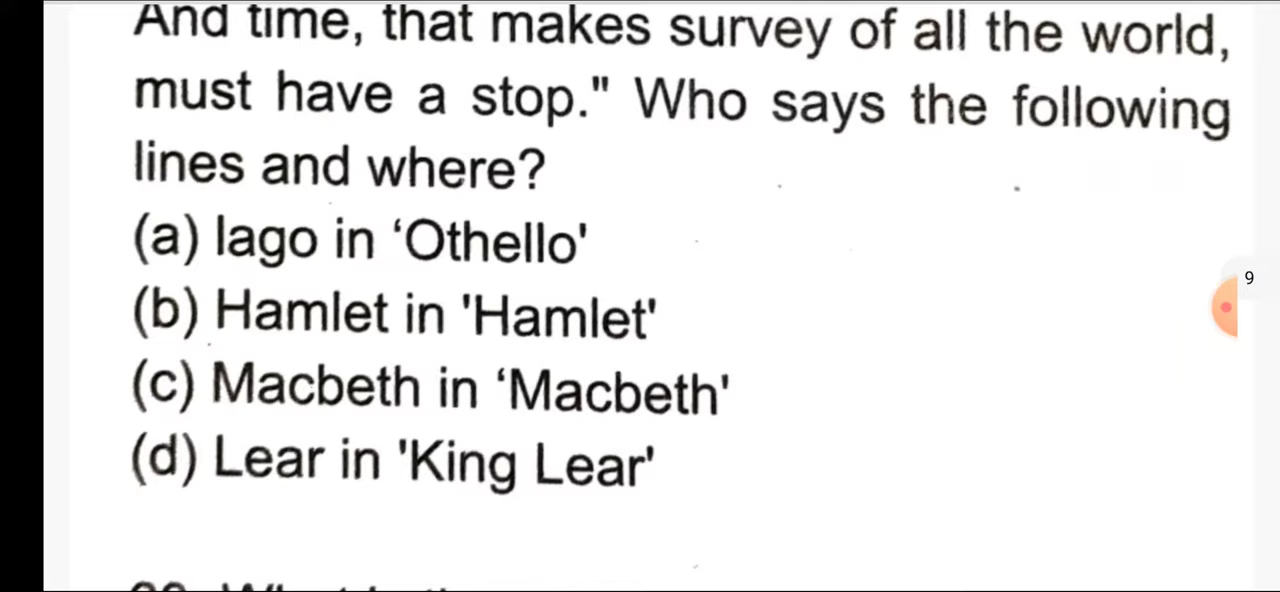 And time, that makes survey of all the world,
must have a stop." Who says the following
lines and where?
(a) Iago in ‘Othello'
(b) Hamlet in 'Hamlet'
(c) Macbeth in ‘Macbeth'
(d) Lear in 'King Lear'
9